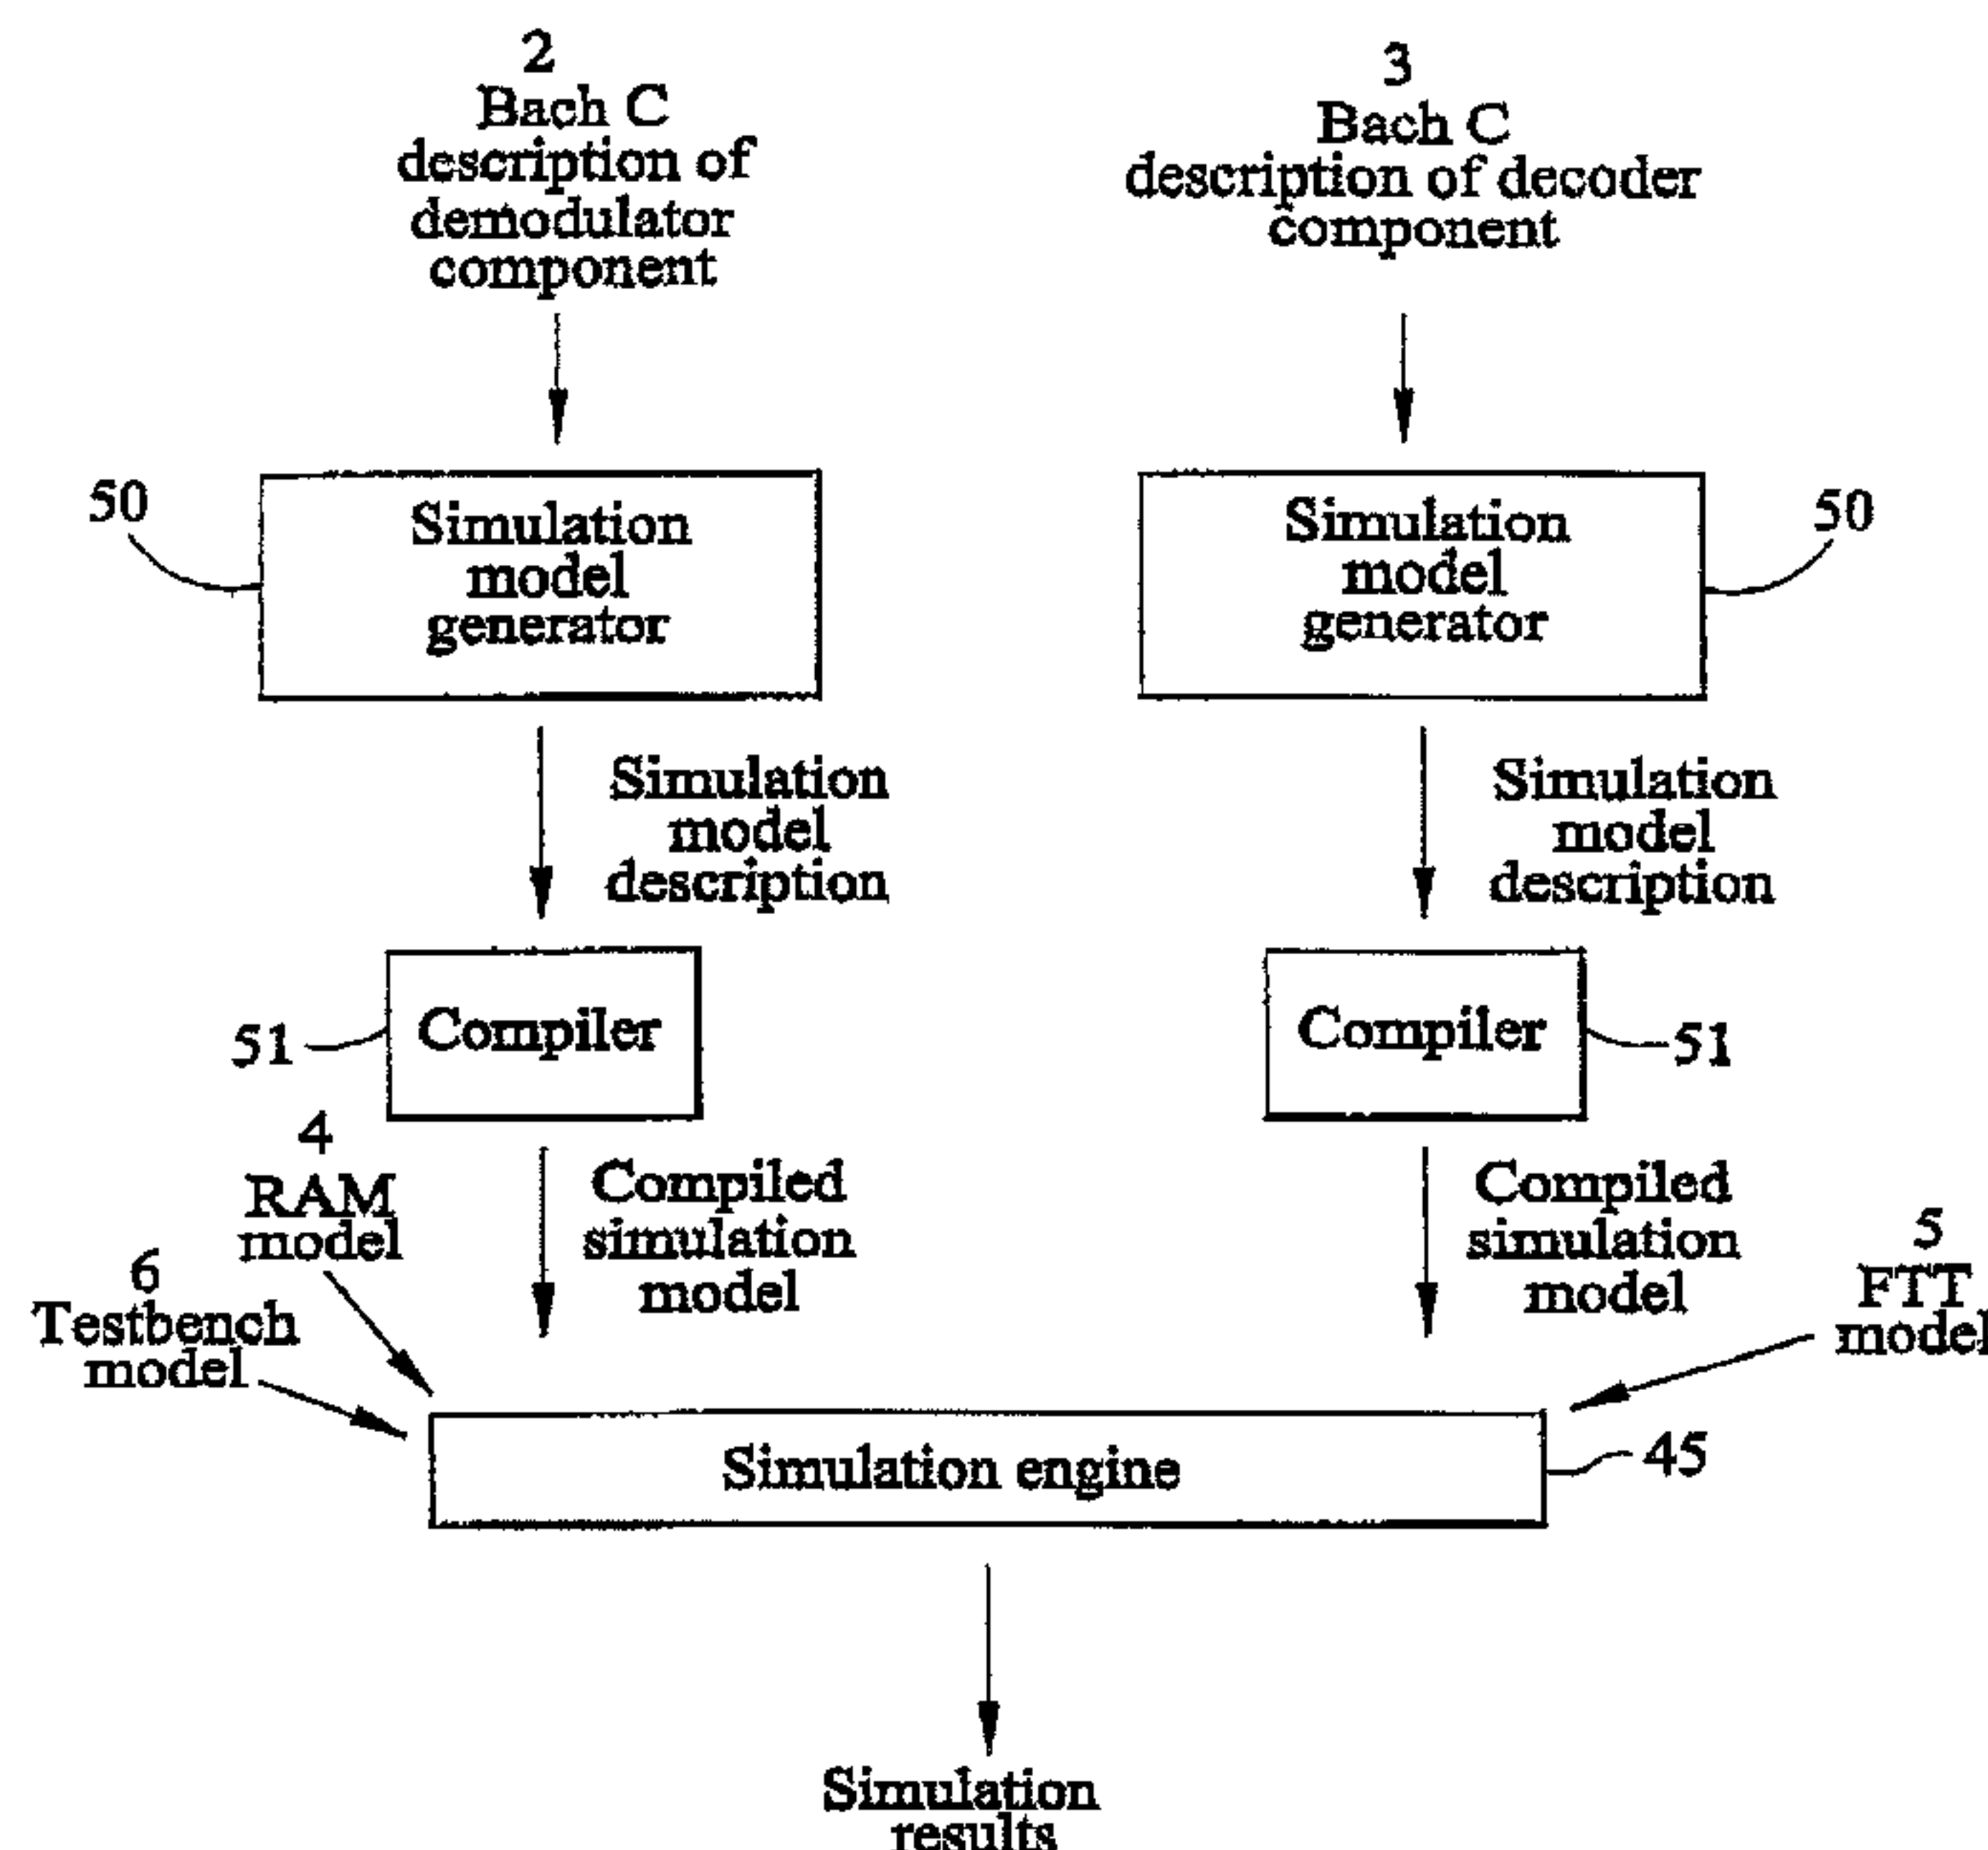 2
Bach C
description of
demodulator
component
3
Bach C
description of decoder
component
50
Simulation
model
generator
Simulation
model
generator
50
Simulation
model
description
Simulation
model
description
51
Compiler
Compiler
51
4
RAM
model
6
Testbench
model
Compiled
simulation
model
Compiled
simulation
model
5
FTT
model
Simulation engine
45
Simulation
results